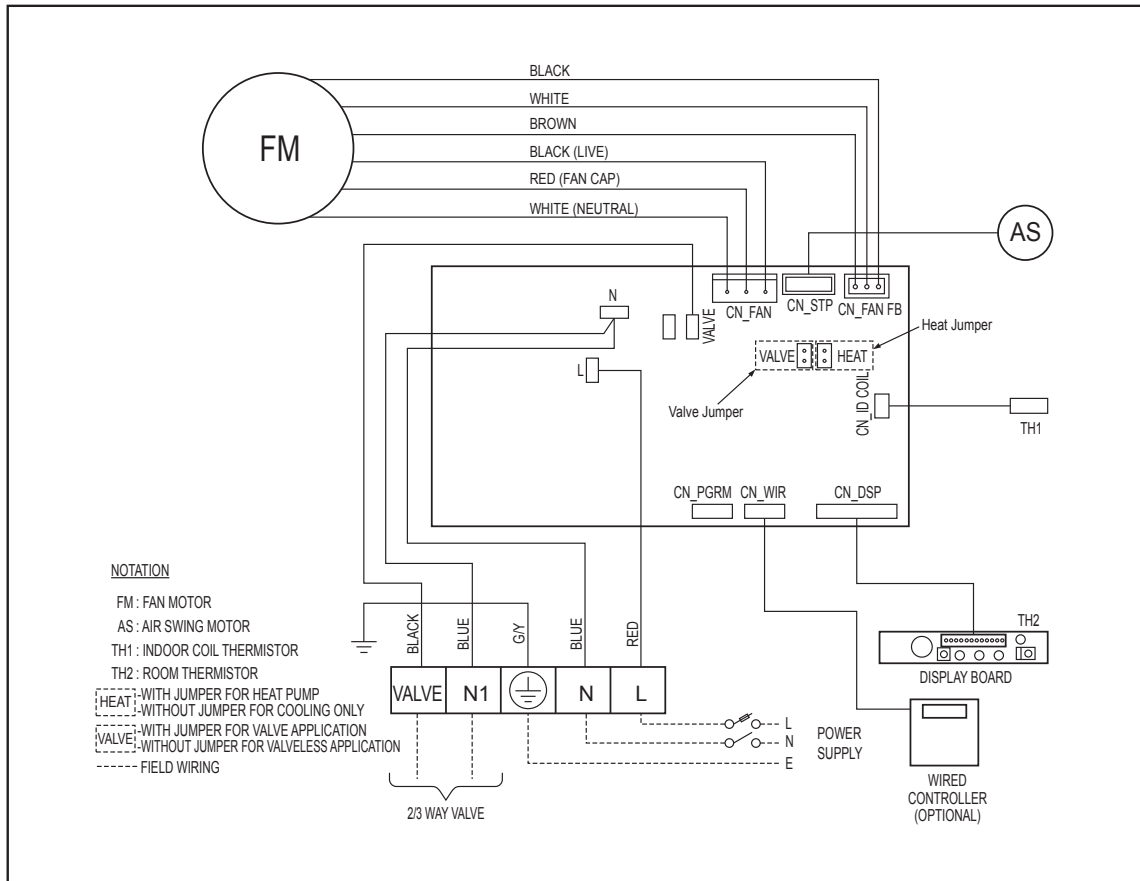 BLACK
WHITE
BROWN
BLACK (LIVE)
RED (FAN CAP)
WHITE (NEUTRAL)
FM
AS
N
VALVE
CN_FAN
CN_STP
CN_FAN FB
Heat Jumper
VALVE
HEAT
L
Valve Jumper
CN_ID COIL
TH1
CN_PGRM
CN_WIR
CN_DSP
NOTATION
FM : FAN MOTOR
AS : AIR SWING MOTOR
TH1 : INDOOR COIL THERMISTOR
TH2 : ROOM THERMISTOR
HEAT -WITH JUMPER FOR HEAT PUMP
-WITHOUT JUMPER FOR COOLING ONLY
VALVE -WITH JUMPER FOR VALVE APPLICATION
-WITHOUT JUMPER FOR VALVELESS APPLICATION
FIELD WIRING
BLACK
BLUE
G/Y
BLUE
RED
VALVE
N1
N
L
2/3 WAY VALVE
L
N
E
POWER
SUPPLY
TH2
DISPLAY BOARD
WIRED
CONTROLLER
(OPTIONAL)